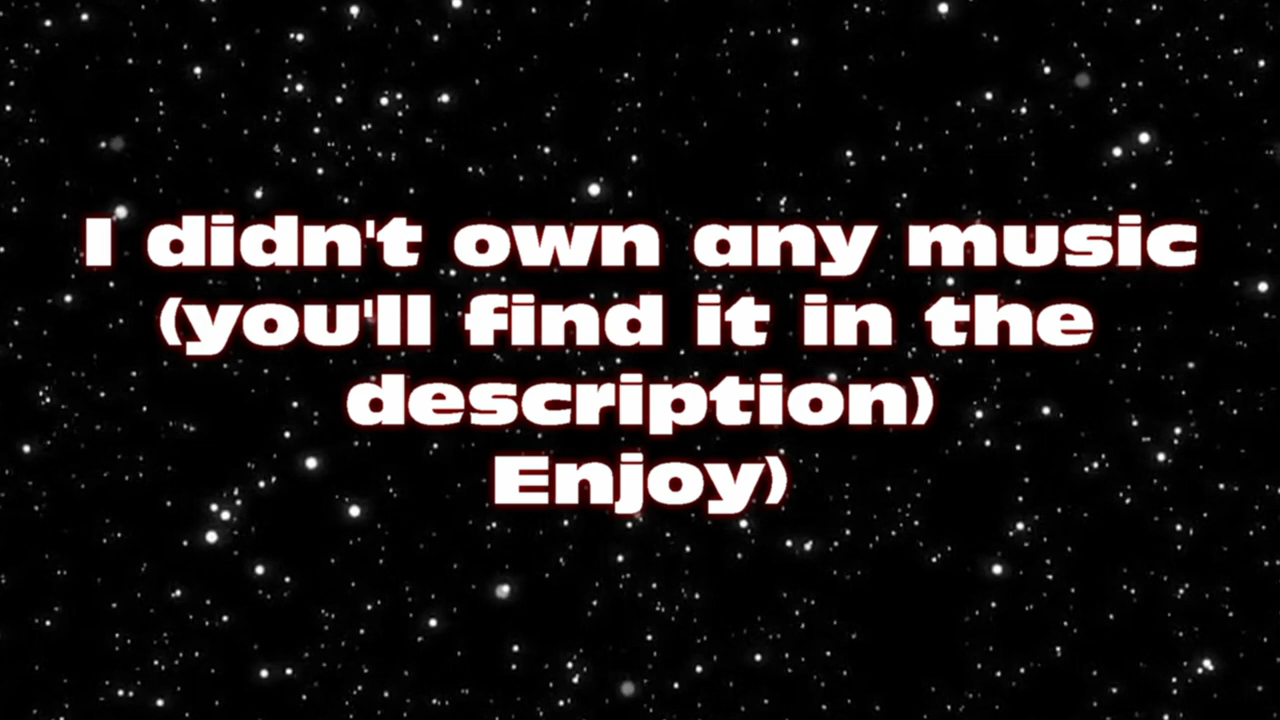 I didn't own any music
(you'll find it in the
description)
Enjoy)